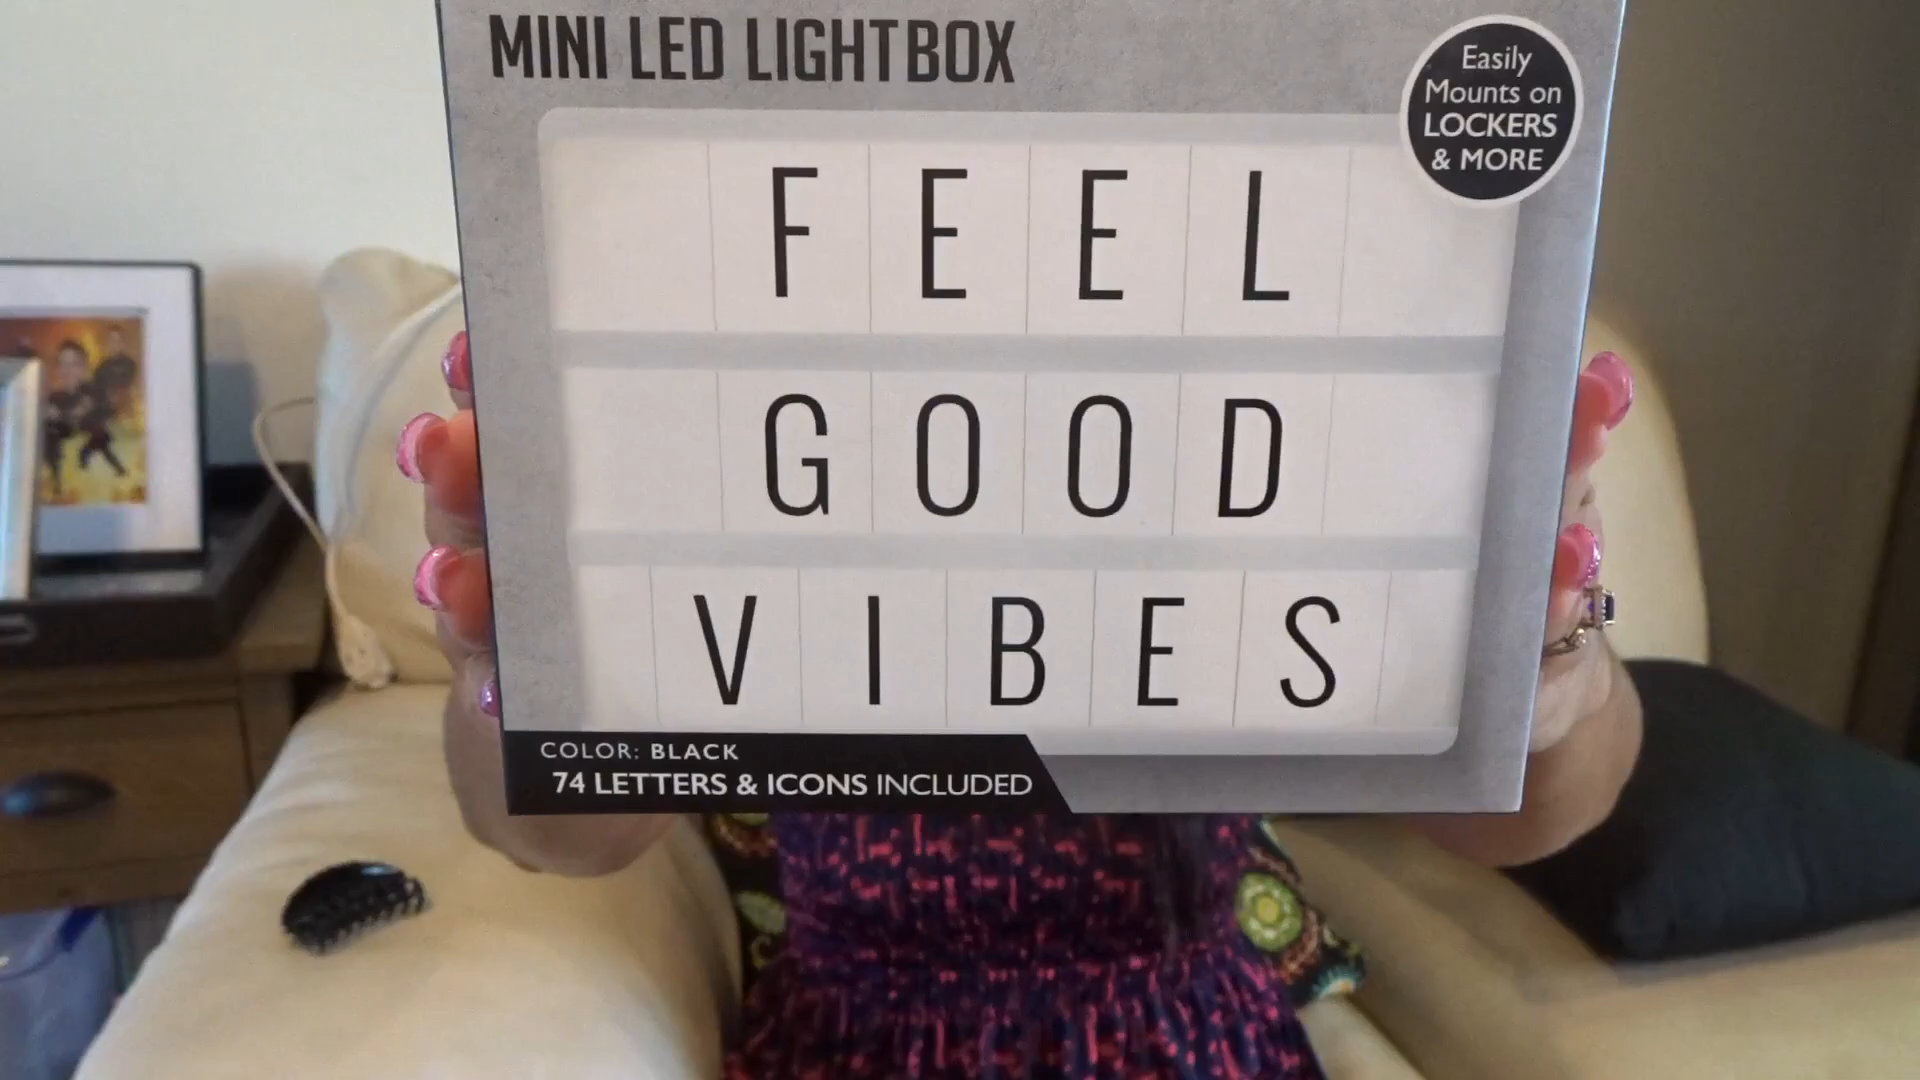 MINI LED LIGHTBOX
Easily
Mounts on
LOCKERS
& MORE
FEEL
GOOD
VIBES
COLOR: BLACK
74 LETTERS & ICONS INCLUDED